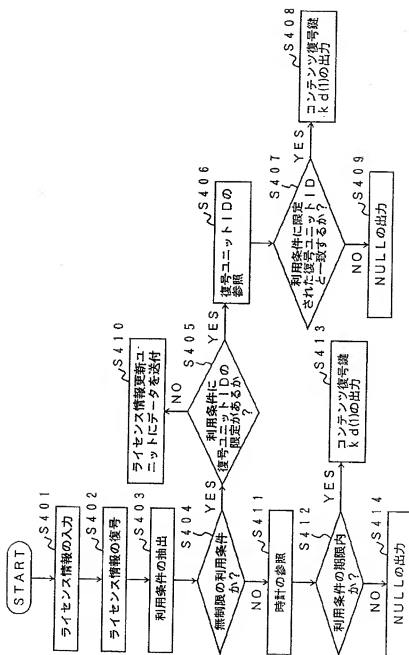 START
S401
ライセンス情報の入力
S402
ライセンス情報の復号
S403
利用条件の抽出
S404
無制限の利用条件
か?
YES
NO
S405
利用条件に
復号ユニットIDの
限定があるか
?
YES
NO
S410
ライセンス情報更新ユ
ニットにデータを送付
S406
復号ユニットIDの
参照
S407
利用条件に限定
された復号ユニットID
と一致するか?
YES
NO
S408
コンテンツ復号鍵
kd(1)の出力
S409
NULLの出力
S411
時計の参照
S412
利用条件の期限内
か?
YES
NO
S413
コンテンツ復号鍵
kd(1)の出力
S414
NULLの出力